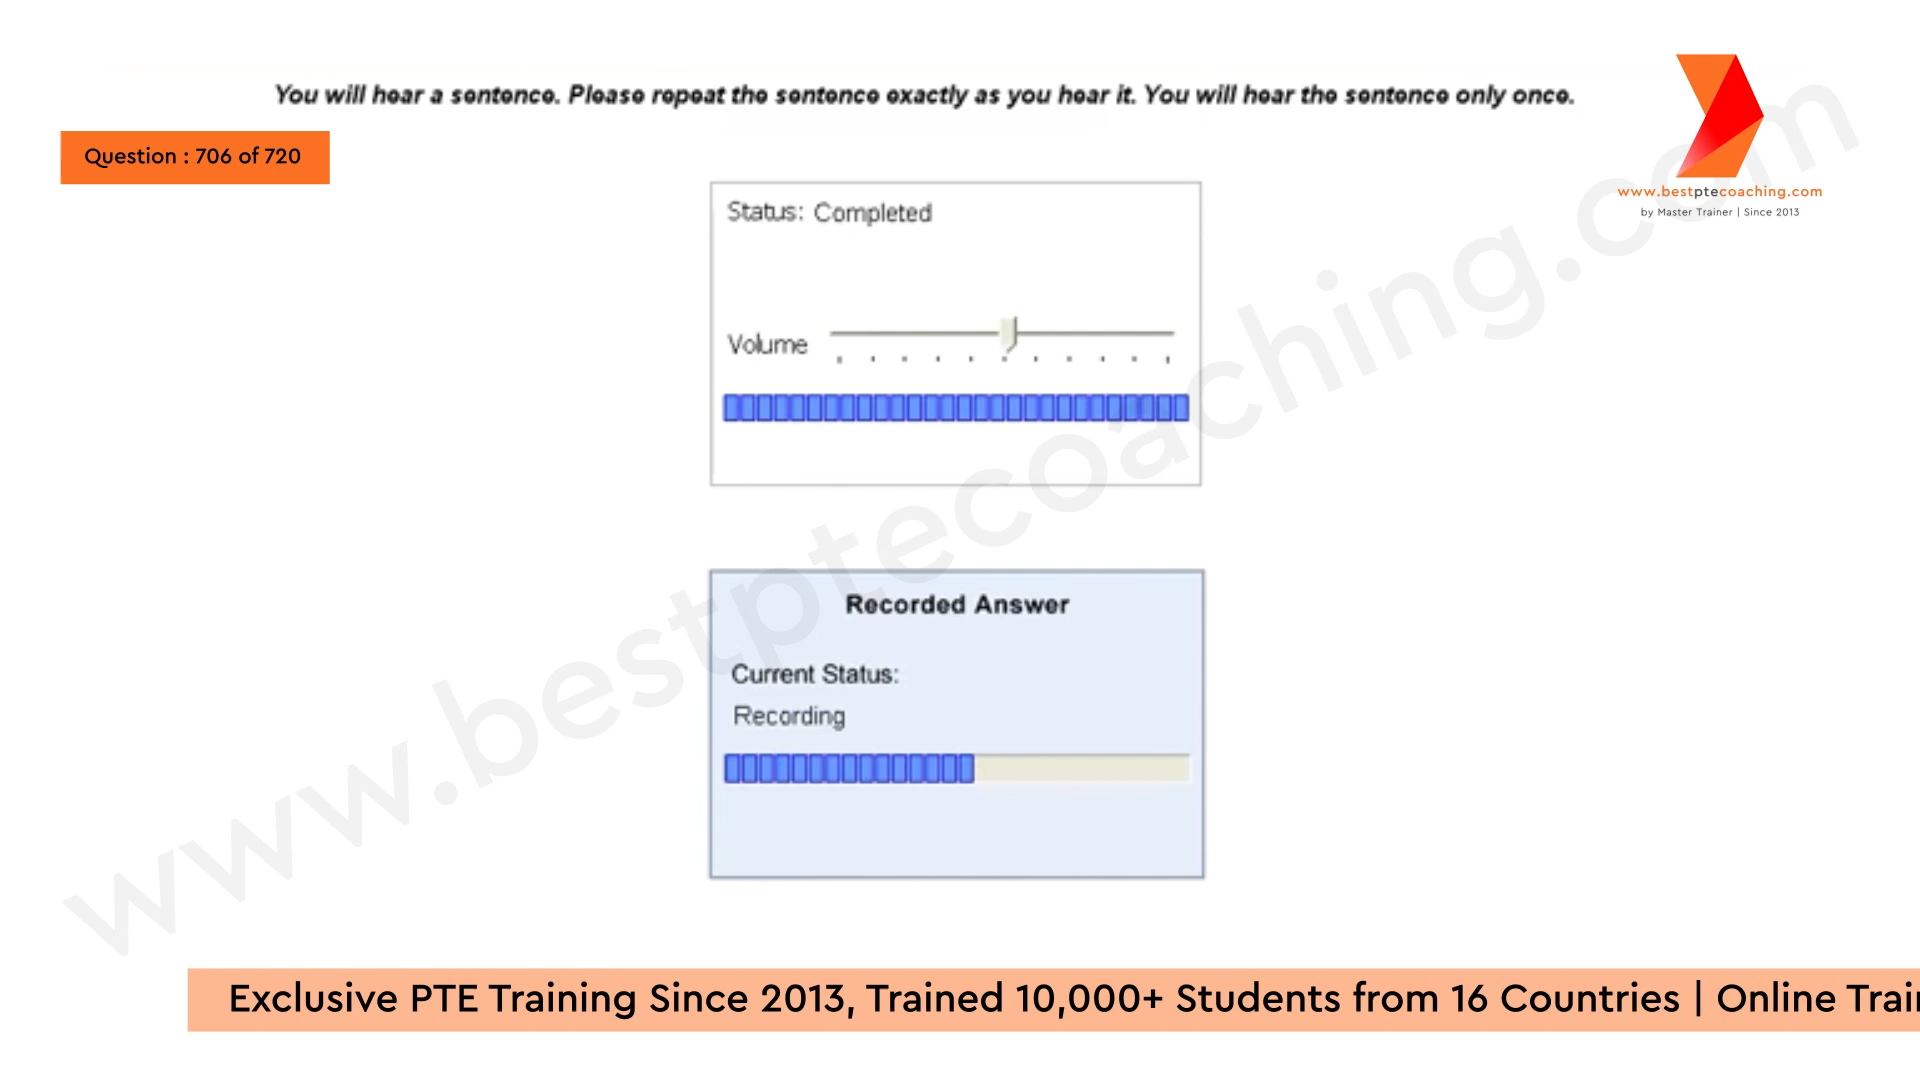 You will hear a sentence. Please repeat the sentence exactly as you hear it. You will hear the sentence only once.
Question : 706 of 720
www.bestptecoaching.com
by Master Trainer | Since 2013
Status: Completed
Volume
www.bestptecoaching.com
Recorded Answer
Current Status:
Recording
Exclusive PTE Training Since 2013, Trained 10,000+ Students from 16 Countries | Online